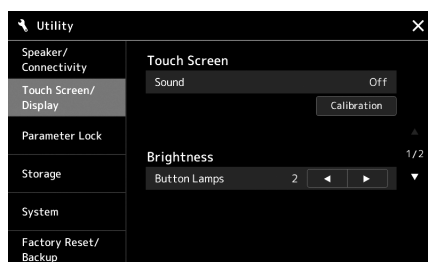 Utility
Speaker/
Connectivity
Touch Screen/
Display
Parameter Lock
Storage
System
Factory Reset/
Backup
Touch Screen
Sound Off
Calibration
Brightness
Button Lamps 2
1/2